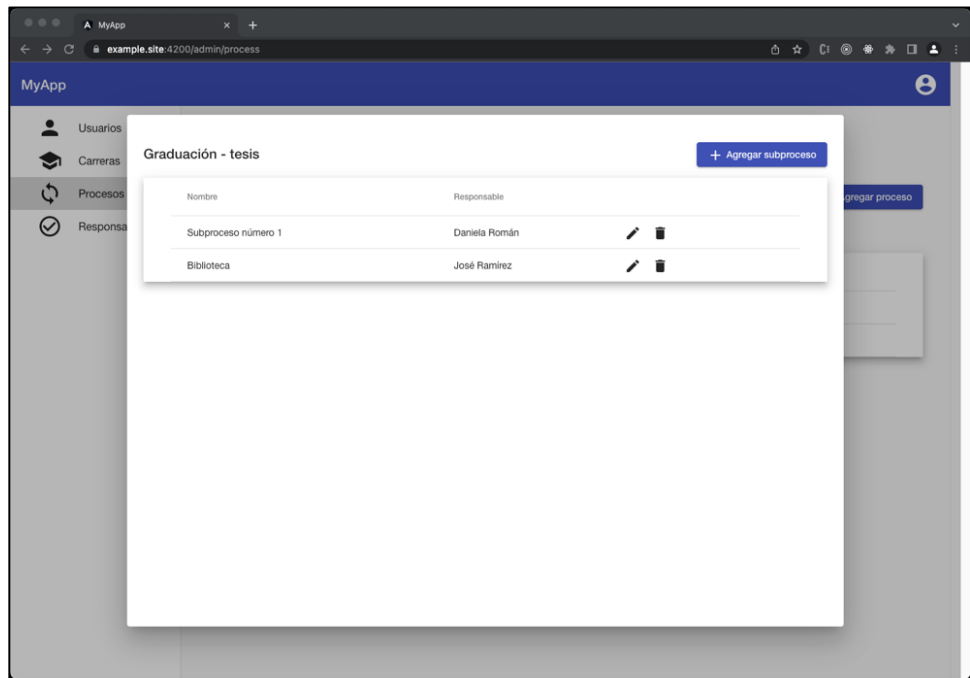 MyApp
example.site:4200/admin/process
MyApp
Usuarios
Carreras
Procesos
Responsa
Graduación - tesis
+ Agregar subproceso
Nombre Responsable
Subproceso número 1 Daniela Román
Biblioteca José Ramírez
gregar proceso